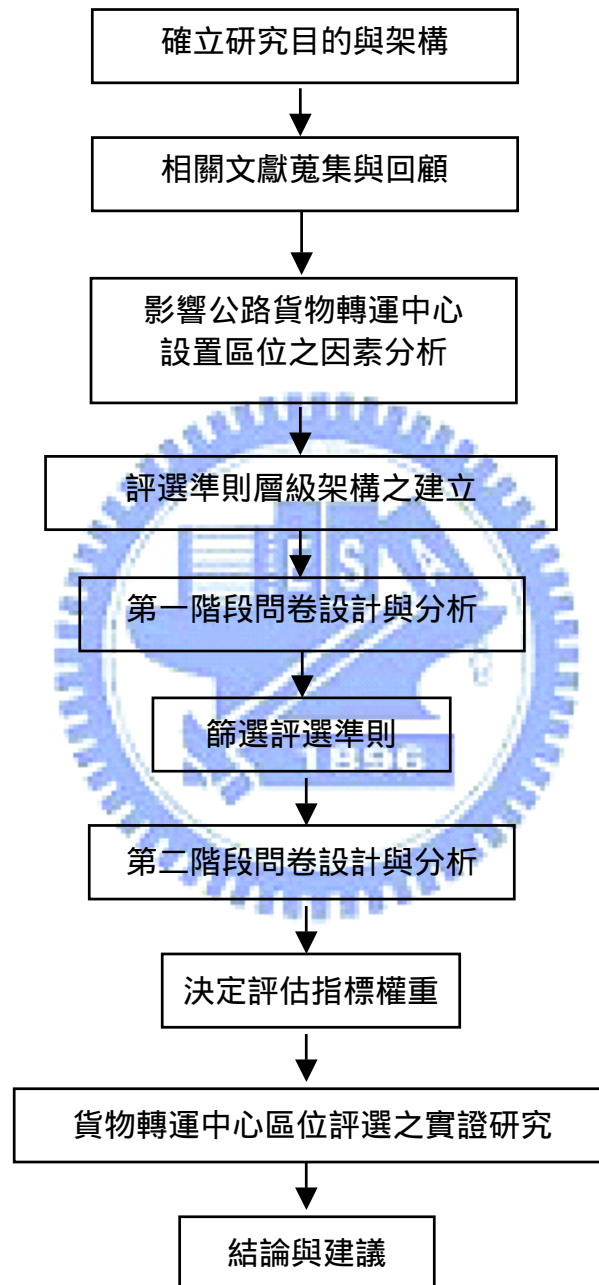 確立研究目的與架構
相關文獻蒐集與回顧
影響公路貨物轉運中心
設置區位之因素分析
評選準則層級架構之建立
E S A
第一階段問卷設計與分析
®
篩選評選準則
1896
第二階段問卷設計與分析
決定評估指標權重
貨物轉運中心區位評選之實證研究
結論與建議